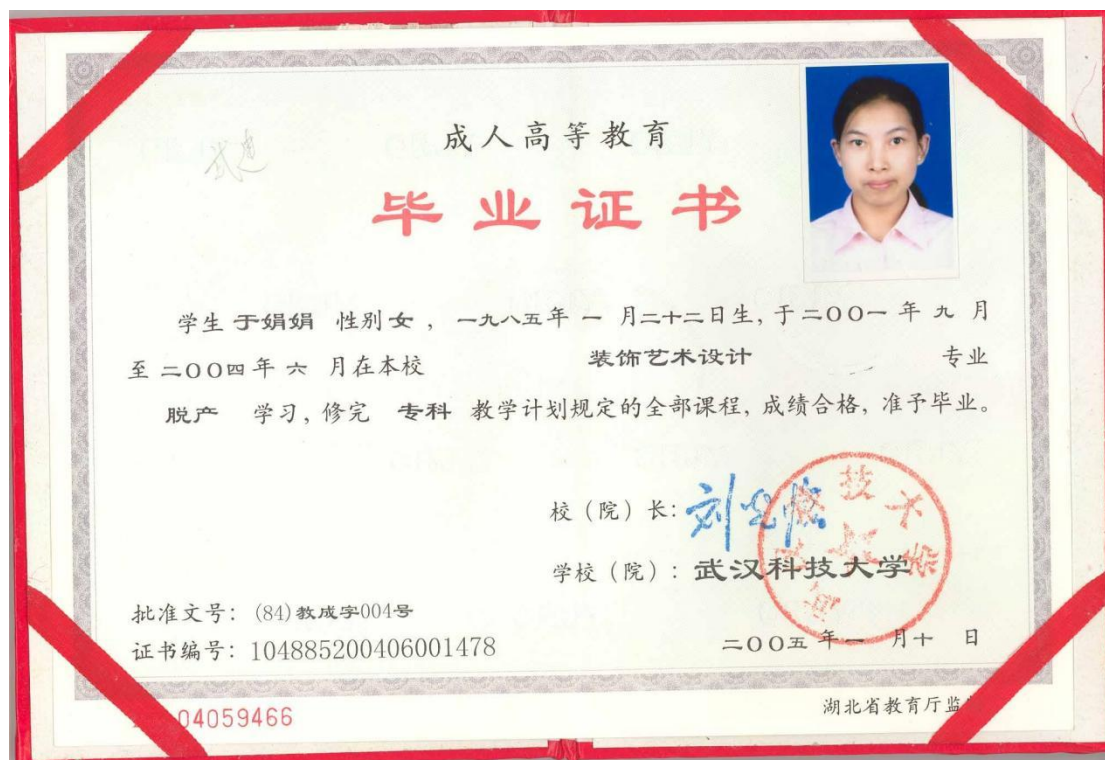 成人高等教育
毕业证书
学生 于娟娟 性别 女 , 一九八五年 一 月二十二日生, 于二OO一 年 九 月
至 二OO四 年 六 月在本校 装饰艺术设计 专业
脱产 学习, 修完 专科 教学计划规定的全部课程, 成绩合格, 准予毕业。
校（院）长:
学校（院）: 武汉科技大学
批准文号: (84)教成字004号
证书编号: 104885200406001478
二OO五 年 一 月十 日
04059466
湖北省教育厅监